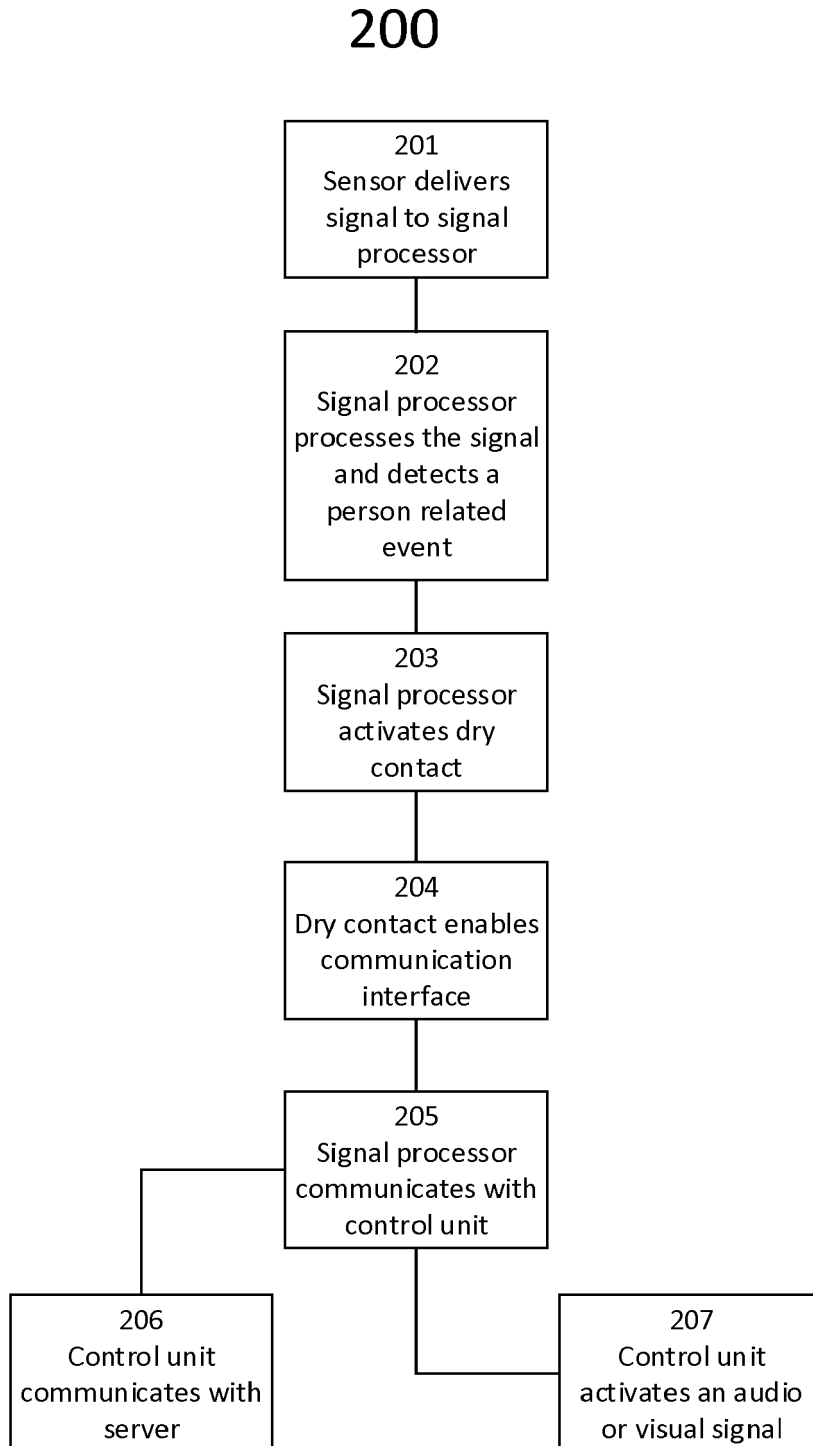 200
201
Sensor delivers
signal to signal
processor
202
Signal processor
processes the signal
and detects a
person related
event
203
Signal processor
activates dry
contact
204
Dry contact enables
communication
interface
205
Signal processor
communicates with
control unit
206
Control unit
communicates with
server
207
Control unit
activates an audio
or visual signal